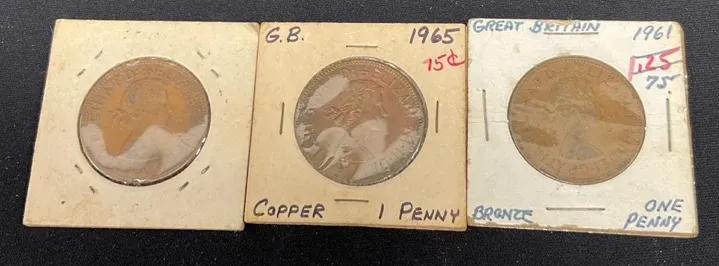 G.B. 1965
15¢
COPPER 1 PENNY
GREAT BRITAIN 1961
1.25
75
BRONZE ONE
PENNY